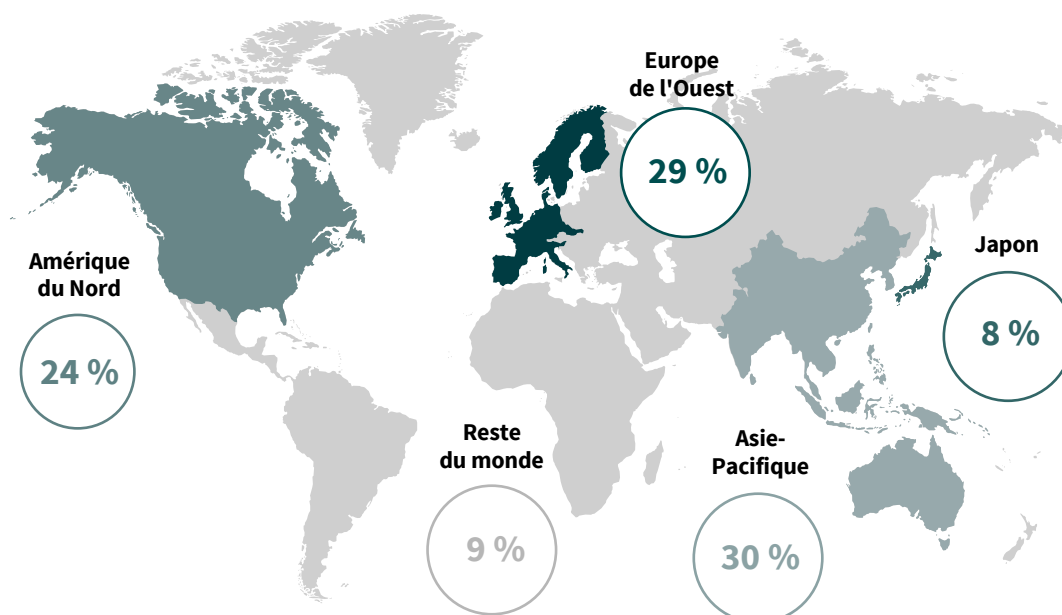 Europe
de l'Ouest
29 %
Japon
8 %
Amérique
du Nord
24 %
Reste
du monde
9 %
Asie-
Pacifique
30 %